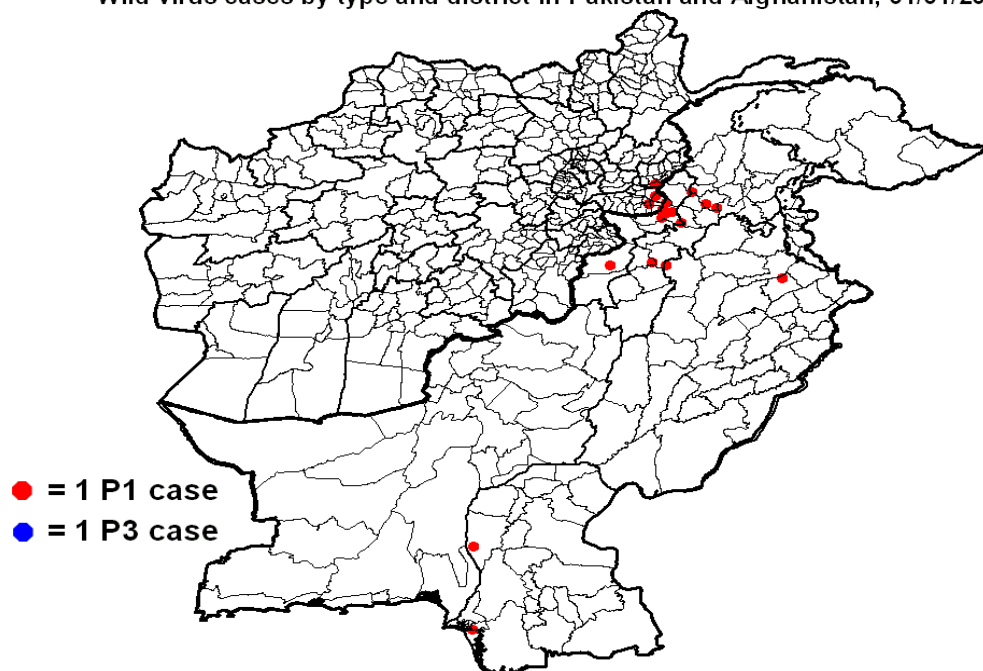 Wild virus cases by type and district in Pakistan and Afghanistan,
= 1 P1 case
= 1 P3 case